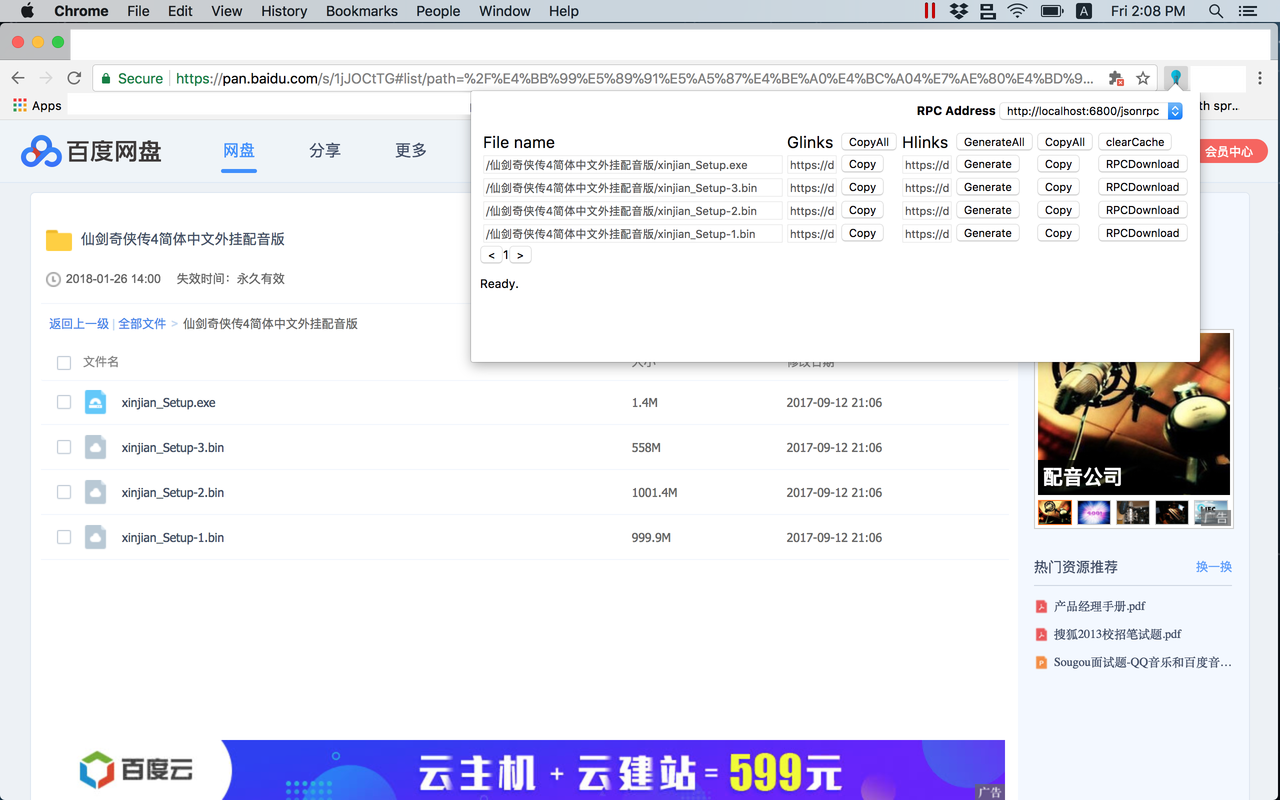 Chrome File Edit View History Bookmarks People Window Help A Fri 2:08 PM
Secure https://pan.baidu.com/s/1jJOCtTG#list/path=%2F%E4%BB%99%E5%89%91%E5%A5%87%E4%BE%A0%E4%BC%A04%E7%AE%80%E4%BD%9...
Apps
th spr..
RPC Address http://localhost:6800/jsonrpc
File name Glinks CopyAll Hlinks GenerateAll CopyAll clearCache
/仙剑奇侠传4简体中文外挂配音版/xinjian_Setup.exe https://d Copy https://d Generate Copy RPCDownload
/仙剑奇侠传4简体中文外挂配音版/xinjian_Setup-3.bin https://d Copy https://d Generate Copy RPCDownload
/仙剑奇侠传4简体中文外挂配音版/xinjian_Setup-2.bin https://d Copy https://d Generate Copy RPCDownload
/仙剑奇侠传4简体中文外挂配音版/xinjian_Setup-1.bin https://d Copy https://d Generate Copy RPCDownload
< 1 >
Ready.
百度网盘 网盘 分享 更多 会员中心
仙剑奇侠传4简体中文外挂配音版
2018-01-26 14:00 失效时间：永久有效
返回上一级 | 全部文件 > 仙剑奇侠传4简体中文外挂配音版
文件名 大小 修改日期
xinjian_Setup.exe 1.4M 2017-09-12 21:06
xinjian_Setup-3.bin 558M 2017-09-12 21:06
xinjian_Setup-2.bin 1001.4M 2017-09-12 21:06
xinjian_Setup-1.bin 999.9M 2017-09-12 21:06
配音公司
广告
热门资源推荐 换一换
产品经理手册.pdf
搜狐2013校招笔试题.pdf
Sougou面试题-QQ音乐和百度音...
百度云 云主机 + 云建站 = 599元
广告